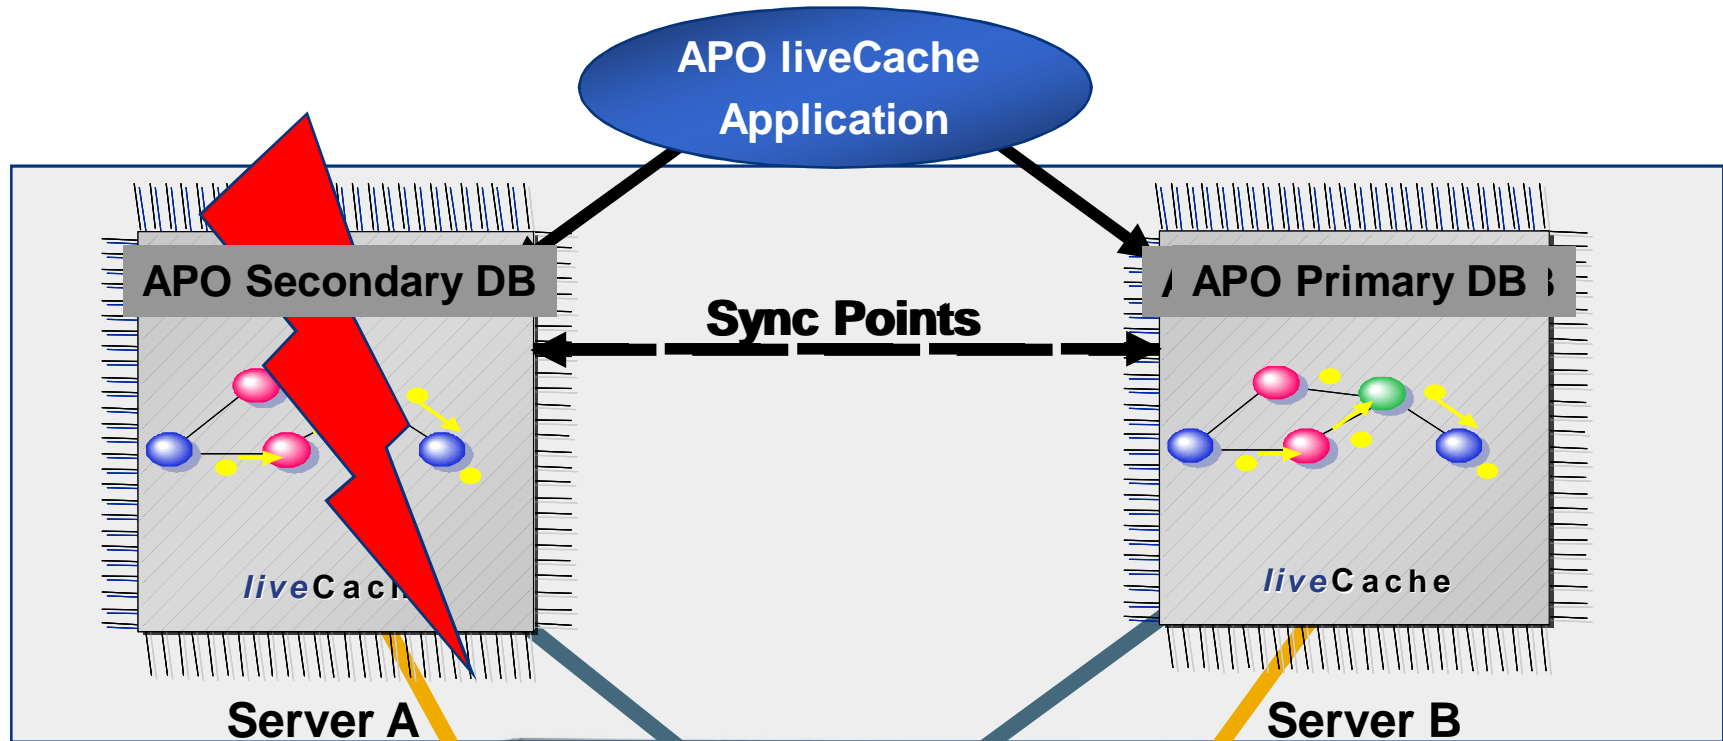 APO liveCache
Application
APO Secondary DB
APO Primary DB
Sync Points
liveCache
Server A
Server B